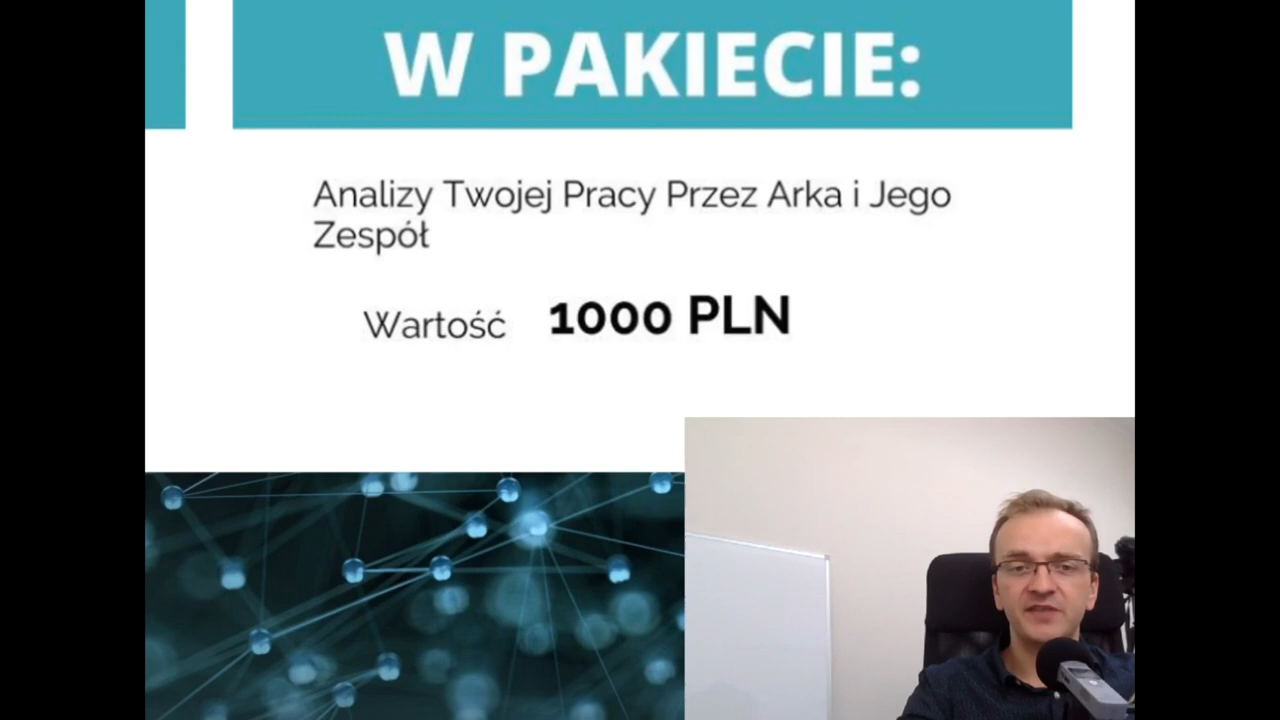 W PAKIECIE:
Analizy Twojej Pracy Przez Arka i Jego
Zespół
Wartość 1000 PLN